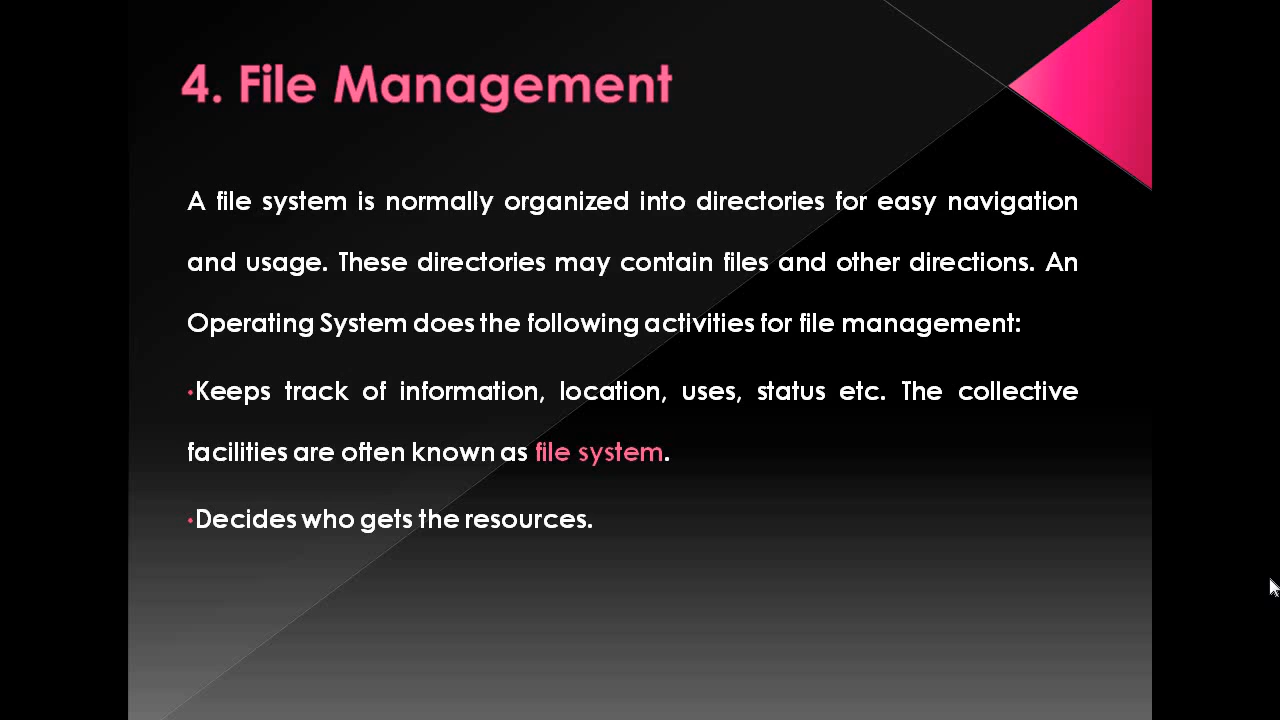 4. File Management
A file system is normally organized into directories for easy navigation
and usage. These directories may contain files and other directions. An
Operating System does the following activities for file management:
•Keeps track of information, location, uses, status etc. The collective
facilities are often known as file system.
•Decides who gets the resources.